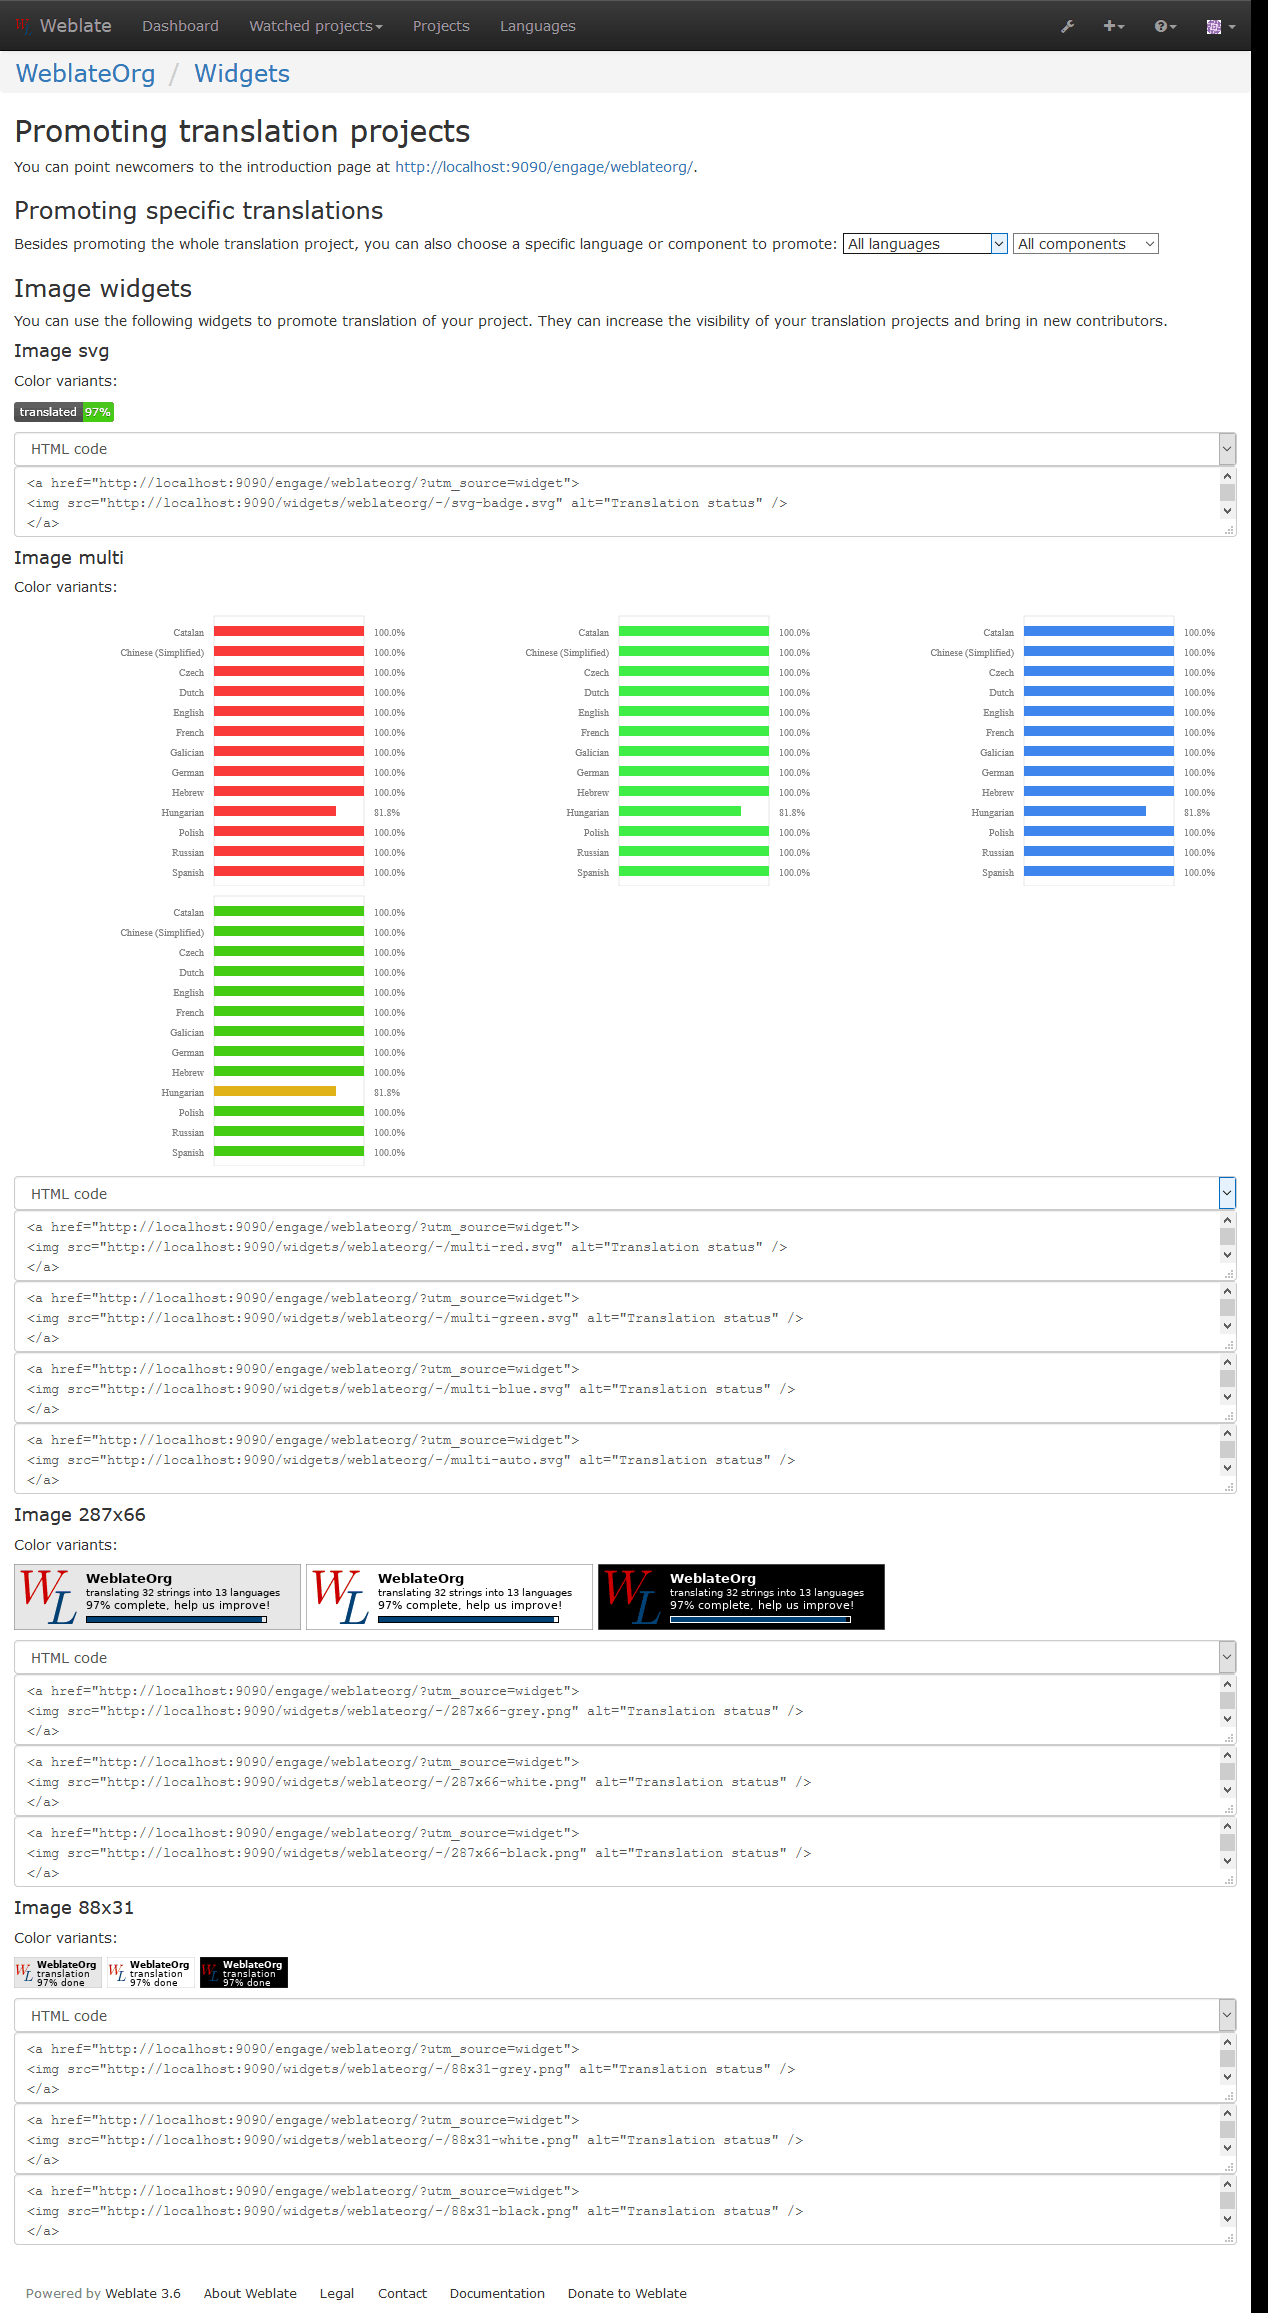 Weblate Dashboard Watched projects Projects Languages
WeblateOrg / Widgets
Promoting translation projects
You can point newcomers to the introduction page at http://localhost:9090/engage/weblateorg/.
Promoting specific translations
Besides promoting the whole translation project, you can also choose a specific language or component to promote: All languages All components
Image widgets
You can use the following widgets to promote translation of your project. They can increase the visibility of your translation projects and bring in new contributors.
Image svg
Color variants:
translated 97%
HTML code
<a href="http://localhost:9090/engage/weblateorg/?utm_source=widget">
<img src="http://localhost:9090/widgets/weblateorg/-/svg-badge.svg" alt="Translation status" />
</a>
Image multi
Color variants:
Catalan 100.0% Catalan 100.0% Catalan 100.0%
Chinese (Simplified) 100.0% Chinese (Simplified) 100.0% Chinese (Simplified) 100.0%
Czech 100.0% Czech 100.0% Czech 100.0%
Dutch 100.0% Dutch 100.0% Dutch 100.0%
English 100.0% English 100.0% English 100.0%
French 100.0% French 100.0% French 100.0%
Galician 100.0% Galician 100.0% Galician 100.0%
German 100.0% German 100.0% German 100.0%
Hebrew 100.0% Hebrew 100.0% Hebrew 100.0%
Hungarian 81.8% Hungarian 81.8% Hungarian 81.8%
Polish 100.0% Polish 100.0% Polish 100.0%
Russian 100.0% Russian 100.0% Russian 100.0%
Spanish 100.0% Spanish 100.0% Spanish 100.0%
Catalan 100.0%
Chinese (Simplified) 100.0%
Czech 100.0%
Dutch 100.0%
English 100.0%
French 100.0%
Galician 100.0%
German 100.0%
Hebrew 100.0%
Hungarian 81.8%
Polish 100.0%
Russian 100.0%
Spanish 100.0%
HTML code
<a href="http://localhost:9090/engage/weblateorg/?utm_source=widget">
<img src="http://localhost:9090/widgets/weblateorg/-/multi-red.svg" alt="Translation status" />
</a>
<a href="http://localhost:9090/engage/weblateorg/?utm_source=widget">
<img src="http://localhost:9090/widgets/weblateorg/-/multi-green.svg" alt="Translation status" />
</a>
<a href="http://localhost:9090/engage/weblateorg/?utm_source=widget">
<img src="http://localhost:9090/widgets/weblateorg/-/multi-blue.svg" alt="Translation status" />
</a>
<a href="http://localhost:9090/engage/weblateorg/?utm_source=widget">
<img src="http://localhost:9090/widgets/weblateorg/-/multi-auto.svg" alt="Translation status" />
</a>
Image 287x66
Color variants:
WL WeblateOrg WL WeblateOrg WL WeblateOrg
translating 32 strings into 13 languages translating 32 strings into 13 languages translating 32 strings into 13 languages
97% complete, help us improve! 97% complete, help us improve! 97% complete, help us improve!
HTML code
<a href="http://localhost:9090/engage/weblateorg/?utm_source=widget">
<img src="http://localhost:9090/widgets/weblateorg/-/287x66-grey.png" alt="Translation status" />
</a>
<a href="http://localhost:9090/engage/weblateorg/?utm_source=widget">
<img src="http://localhost:9090/widgets/weblateorg/-/287x66-white.png" alt="Translation status" />
</a>
<a href="http://localhost:9090/engage/weblateorg/?utm_source=widget">
<img src="http://localhost:9090/widgets/weblateorg/-/287x66-black.png" alt="Translation status" />
</a>
Image 88x31
Color variants:
WL WeblateOrg WL WeblateOrg WL WeblateOrg
translation translation translation
97% done 97% done 97% done
HTML code
<a href="http://localhost:9090/engage/weblateorg/?utm_source=widget">
<img src="http://localhost:9090/widgets/weblateorg/-/88x31-grey.png" alt="Translation status" />
</a>
<a href="http://localhost:9090/engage/weblateorg/?utm_source=widget">
<img src="http://localhost:9090/widgets/weblateorg/-/88x31-white.png" alt="Translation status" />
</a>
<a href="http://localhost:9090/engage/weblateorg/?utm_source=widget">
<img src="http://localhost:9090/widgets/weblateorg/-/88x31-black.png" alt="Translation status" />
</a>
Powered by Weblate 3.6 About Weblate Legal Contact Documentation Donate to Weblate